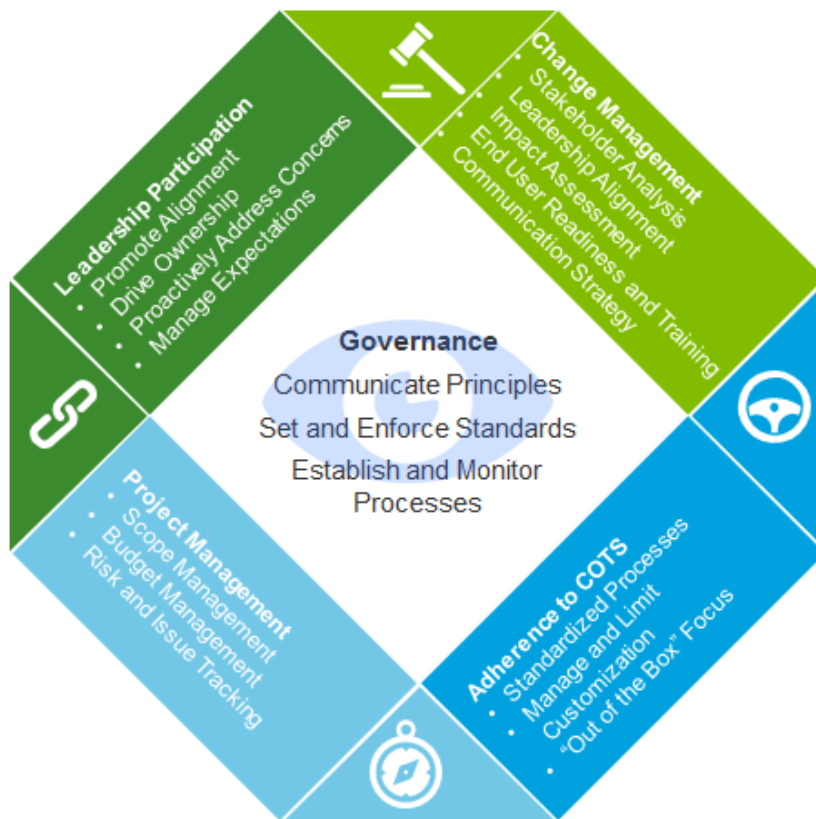 Leadership Participation
• Promote Alignment
• Drive Ownership
• Proactively Address Concerns
• Manage Expectations
Change Management
• Stakeholder Analysis
• Leadership Alignment
• Impact Assessment
• End User Readiness and Training
• Communication Strategy
Governance
Communicate Principles
Set and Enforce Standards
Establish and Monitor
Processes
Project Management
• Scope Management
• Budget Management
• Risk and Issue Tracking
Adherence to COTS
• Standardized Processes
• Manage and Limit
Customization
• “Out of the Box” Focus